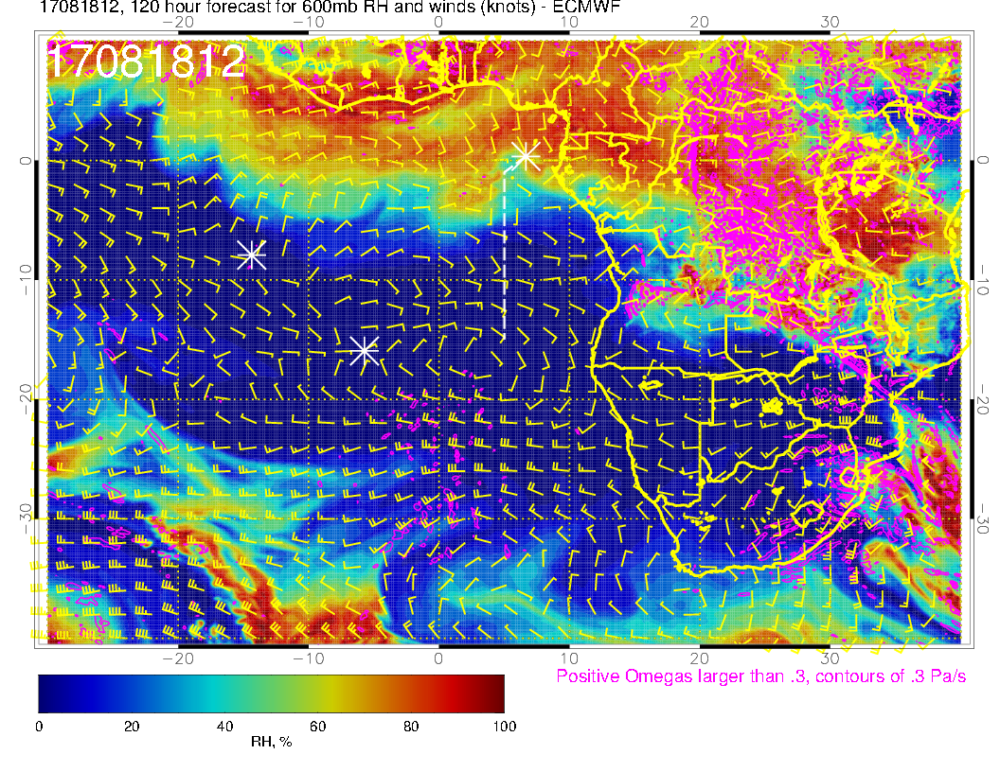 17081812, 120 hour forecast for 600mb RH and winds (knots) - ECMWF
−20 −10 0 10 20 30
17081812
0 0
−10 −10
−20 −20
−30 −30
−20 −10 0 10 20 30
Positive Omegas larger than .3, contours of .3 Pa/s
0 20 40 60 80 100
RH, %